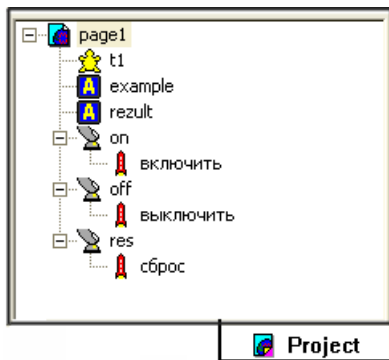 page1
t1
example
rezult
on
включить
off
выключить
res
сброс
Project